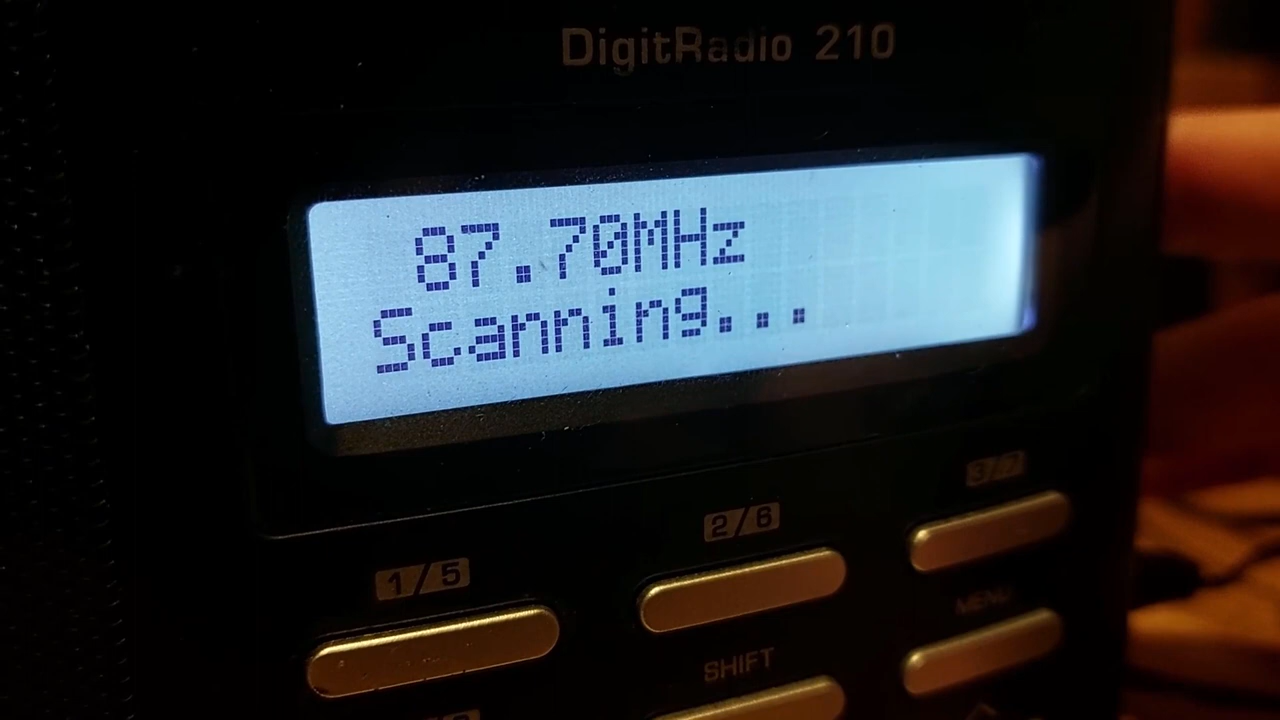 DigitRadio 210
87.70MHz
Scanning...
1/5
2/6
3/7
SHIFT
MENU